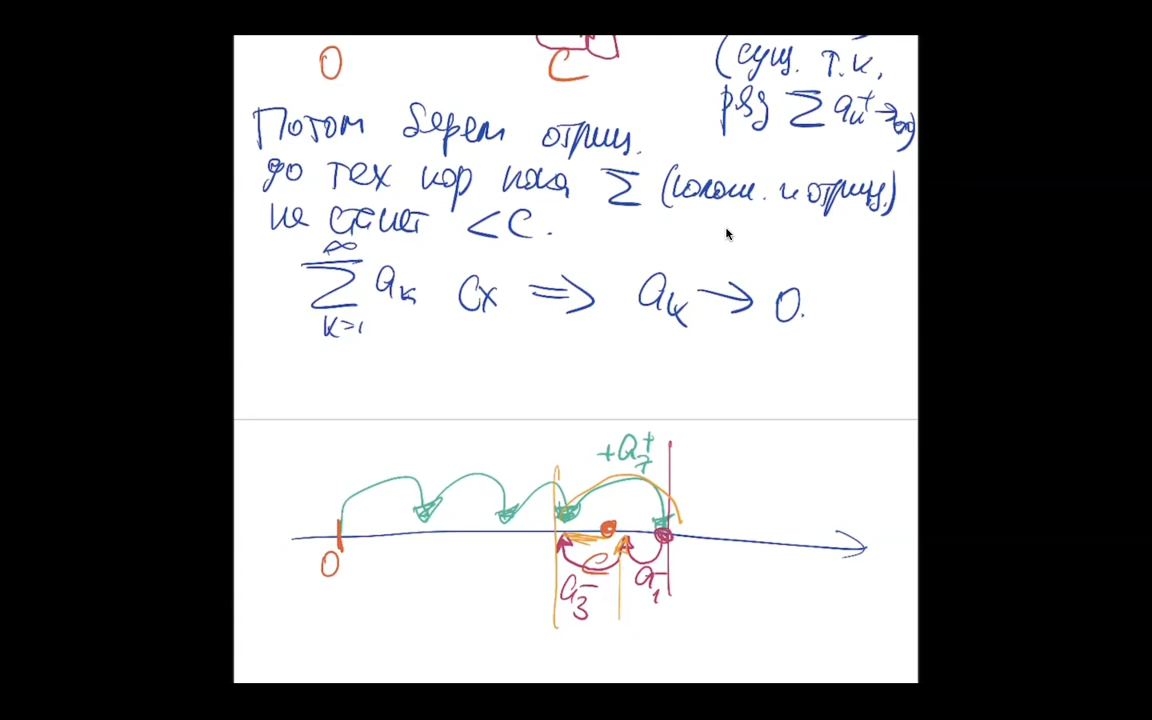 0 C (сущ. т.к.
ряд ∑ aₖ⁺→∞)
Потом берем отриц.
до тех пор пока ∑ (полож. и отриц.)
не станет < C.
∞
∑ aₖ сх ⇒ aₖ → 0.
k=1
+a₇⁺
0 C
a₃⁻ a₁⁻